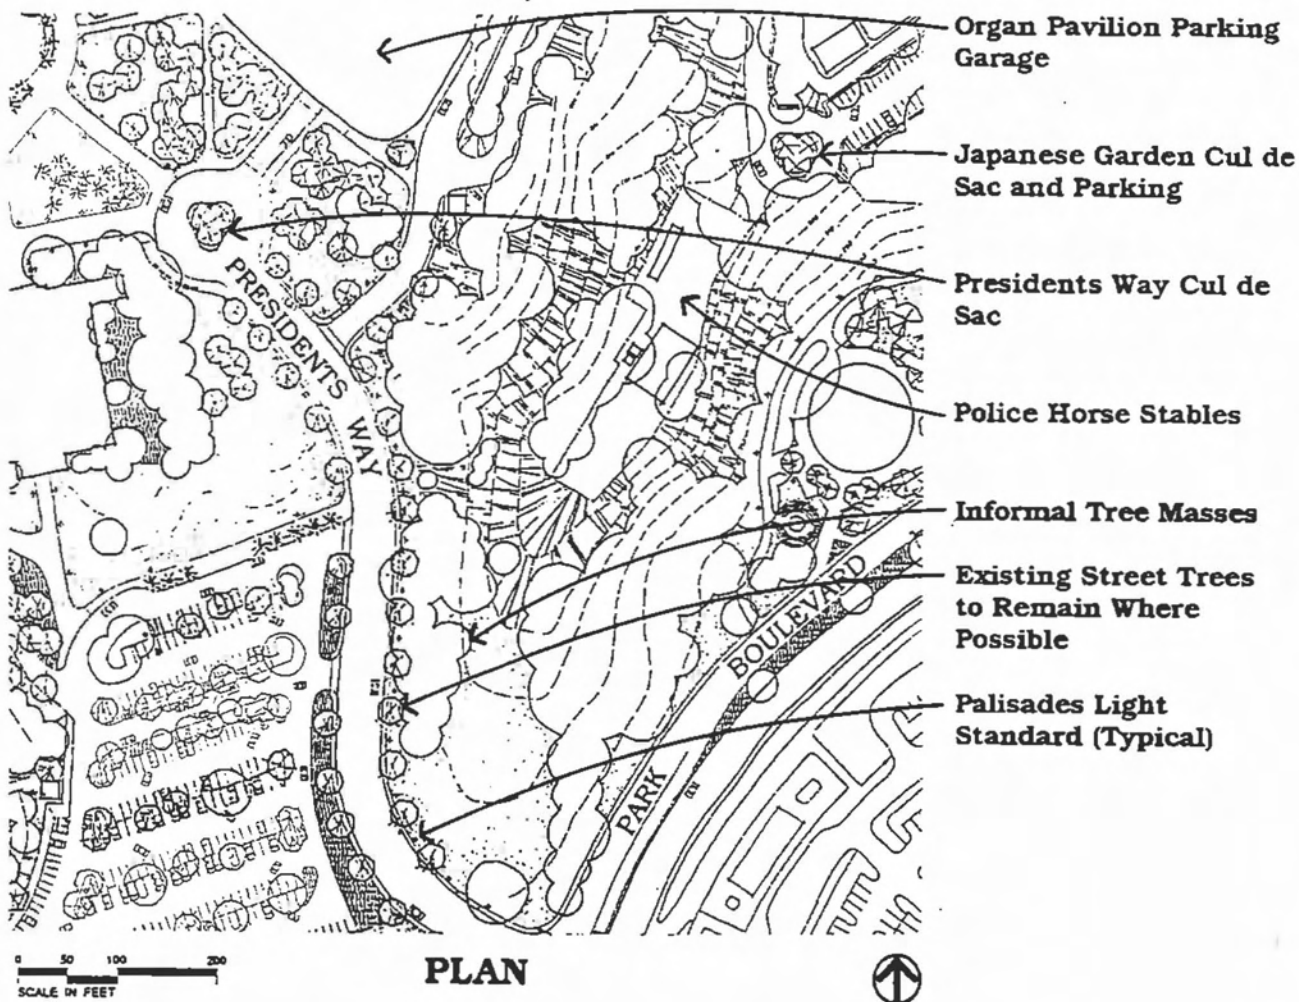 Organ Pavilion Parking
Garage
Japanese Garden Cul de
Sac and Parking
Presidents Way Cul de
Sac
Police Horse Stables
Informal Tree Masses
Existing Street Trees
to Remain Where
Possible
Palisades Light
Standard (Typical)
PRESIDENTS WAY
PARK BOULEVARD
0 50 100 200
SCALE IN FEET
PLAN